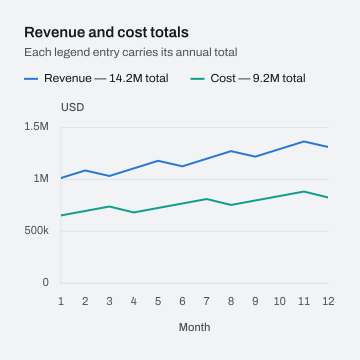 Revenue and cost totals
Each legend entry carries its annual total
Revenue — 14.2M total
Cost — 9.2M total
USD
1.5M
1M
500k
0
1 2 3 4 5 6 7 8 9 10 11 12
Month